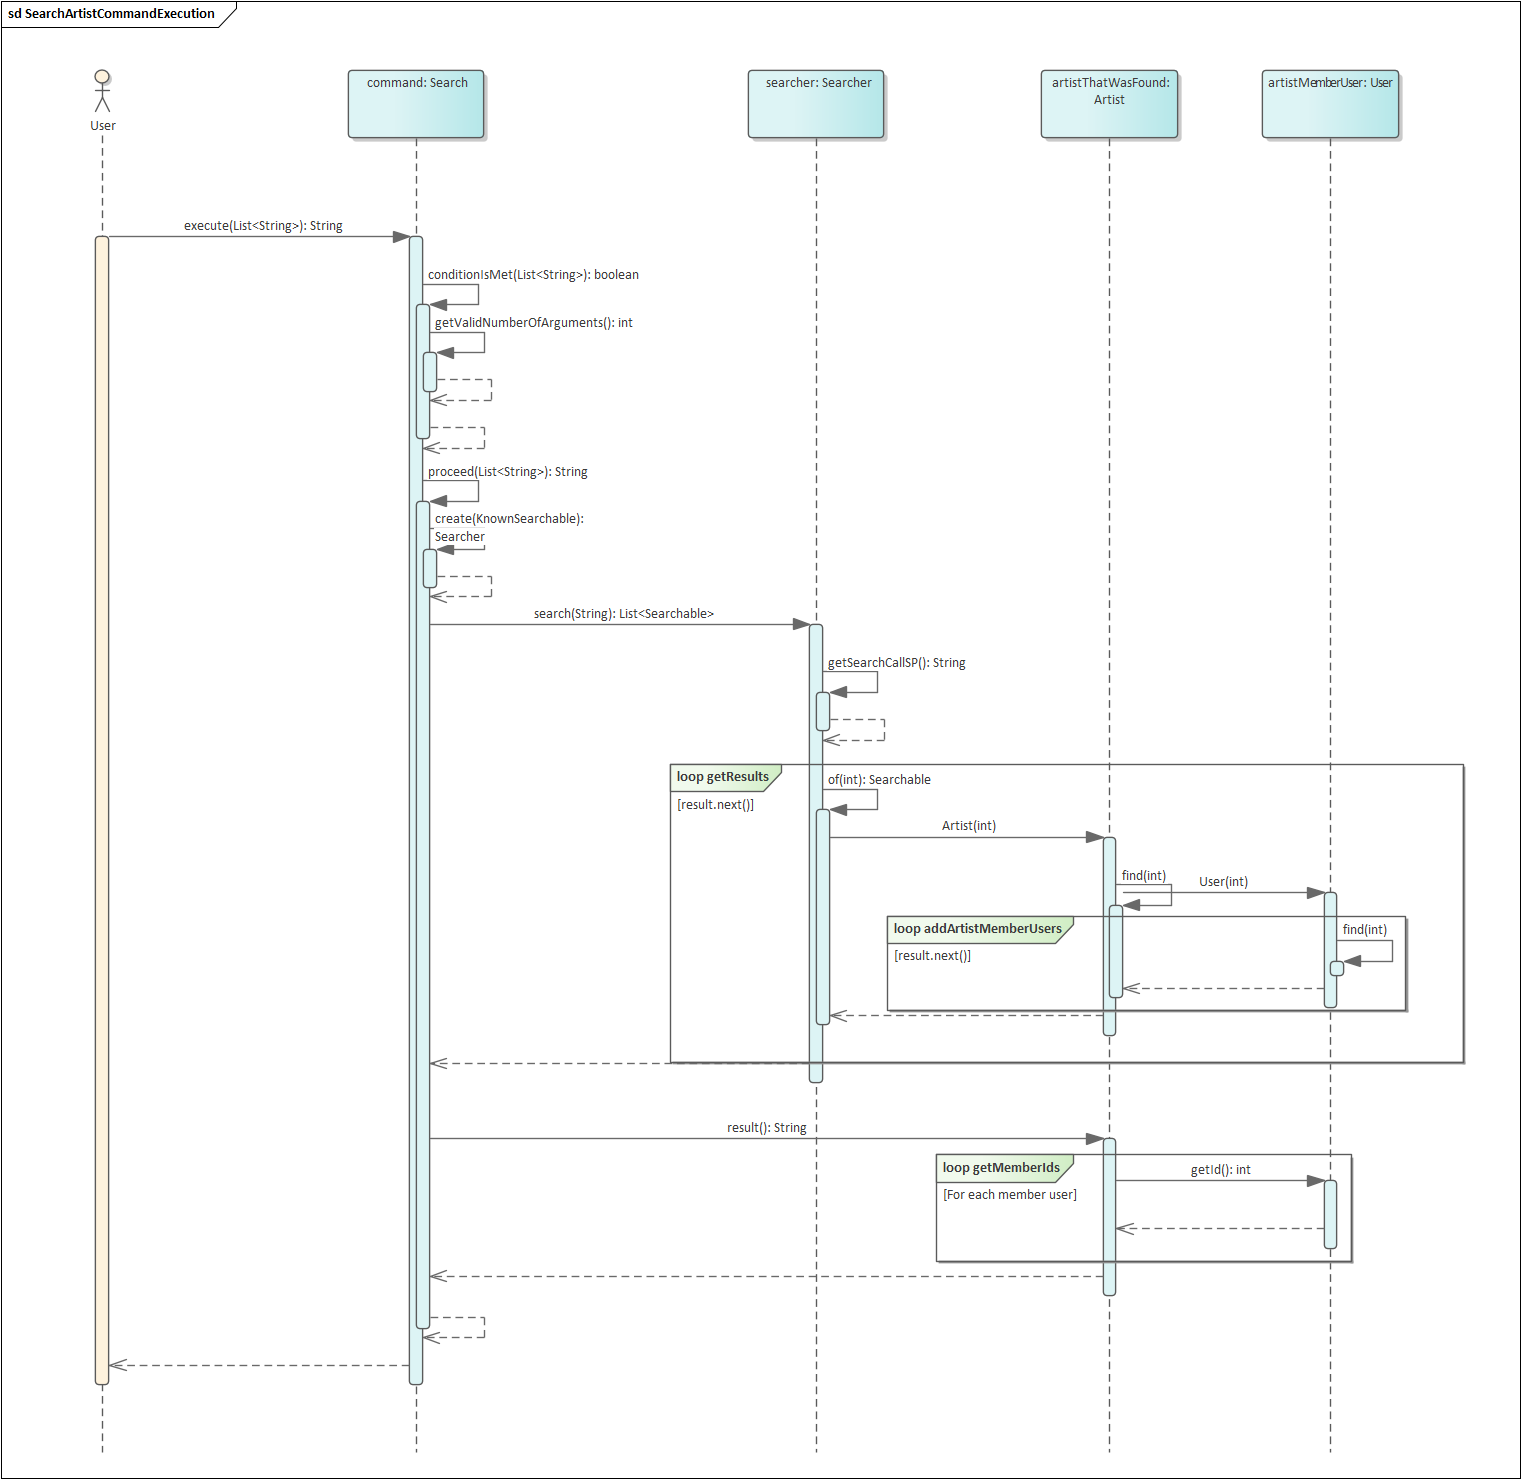 sd SearchArtistCommandExecution
User
command: Search
searcher: Searcher
artistThatWasFound:
Artist
artistMemberUser: User
execute(List<String>): String
conditionIsMet(List<String>): boolean
getValidNumberOfArguments(): int
proceed(List<String>): String
create(KnownSearchable):
Searcher
search(String): List<Searchable>
getSearchCallSP(): String
loop getResults
[result.next()]
of(int): Searchable
Artist(int)
find(int)
User(int)
loop addArtistMemberUsers
[result.next()]
find(int)
result(): String
loop getMemberIds
[For each member user]
getId(): int